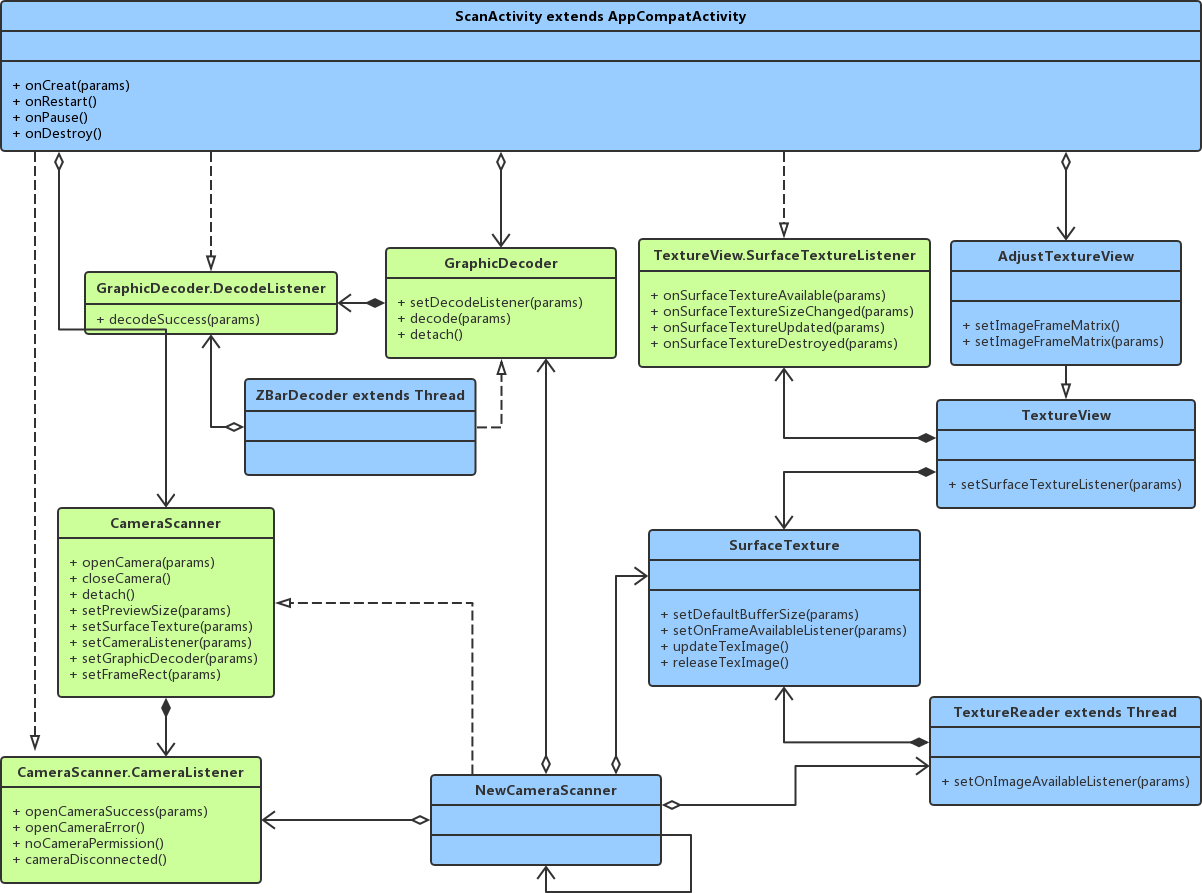 ScanActivity extends AppCompatActivity
+ onCreat(params)
+ onRestart()
+ onPause()
+ onDestroy()
GraphicDecoder.DecodeListener
+ decodeSuccess(params)
GraphicDecoder
+ setDecodeListener(params)
+ decode(params)
+ detach()
TextureView.SurfaceTextureListener
+ onSurfaceTextureAvailable(params)
+ onSurfaceTextureSizeChanged(params)
+ onSurfaceTextureUpdated(params)
+ onSurfaceTextureDestroyed(params)
AdjustTextureView
+ setImageFrameMatrix()
+ setImageFrameMatrix(params)
ZBarDecoder extends Thread
TextureView
+ setSurfaceTextureListener(params)
CameraScanner
+ openCamera(params)
+ closeCamera()
+ detach()
+ setPreviewSize(params)
+ setSurfaceTexture(params)
+ setCameraListener(params)
+ setGraphicDecoder(params)
+ setFrameRect(params)
SurfaceTexture
+ setDefaultBufferSize(params)
+ setOnFrameAvailableListener(params)
+ updateTexImage()
+ releaseTexImage()
TextureReader extends Thread
+ setOnImageAvailableListener(params)
CameraScanner.CameraListener
+ openCameraSuccess(params)
+ openCameraError()
+ noCameraPermission()
+ cameraDisconnected()
NewCameraScanner